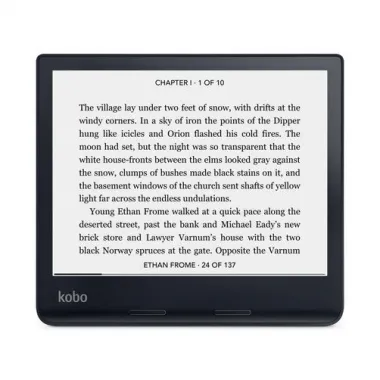 CHAPTER I - 1 OF 10
The village lay under two feet of snow, with drifts at the
windy corners. In a sky of iron the points of the Dipper
hung like icicles and Orion flashed his cold fires. The
moon had set, but the night was so transparent that the
white house-fronts between the elms looked gray against
the snow, clumps of bushes made black stains on it, and
the basement windows of the church sent shafts of yellow
light far across the endless undulations.
Young Ethan Frome walked at a quick pace along the
deserted street, past the bank and Michael Eady's new
brick store and Lawyer Varnum's house with the two
black Norway spruces at the gate. Opposite the Varnum
ETHAN FROME - 24 OF 137
kobo